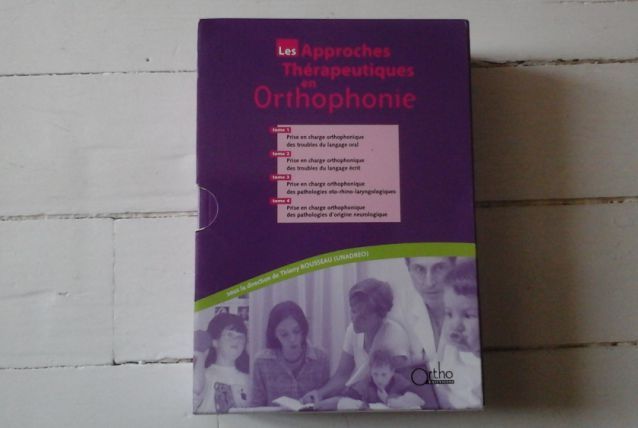 Les Approches
Thérapeutiques
en
Orthophonie
tome 1
Prise en charge orthophonique
des troubles du langage oral
tome 2
Prise en charge orthophonique
des troubles du langage écrit
tome 3
Prise en charge orthophonique
des pathologies oto-rhino-laryngologiques
tome 4
Prise en charge orthophonique
des pathologies d'origine neurologique
sous la direction de Thierry ROUSSEAU (UNADREO)
Ortho